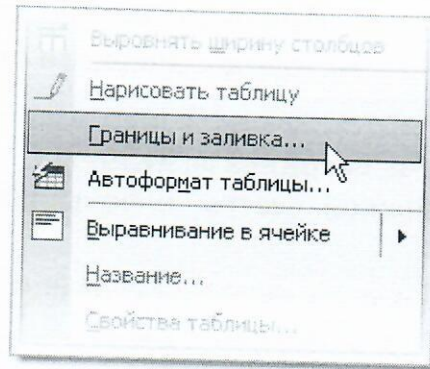 Выровнять ширину столбцов
Нарисовать таблицу
Границы и заливка...
Автоформат таблицы...
Выравнивание в ячейке
Название...
Свойства таблицы...